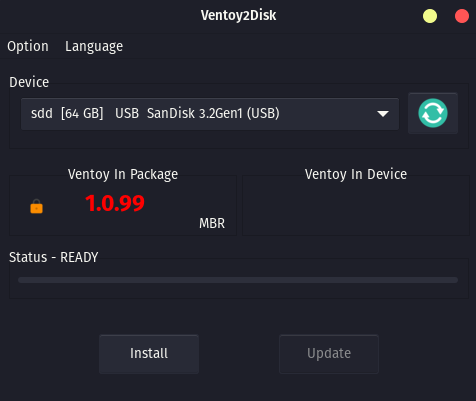 Ventoy2Disk
Option Language
Device
sdd [64 GB] USB SanDisk 3.2Gen1 (USB)
Ventoy In Package Ventoy In Device
1.0.99
MBR
Status - READY
Install Update